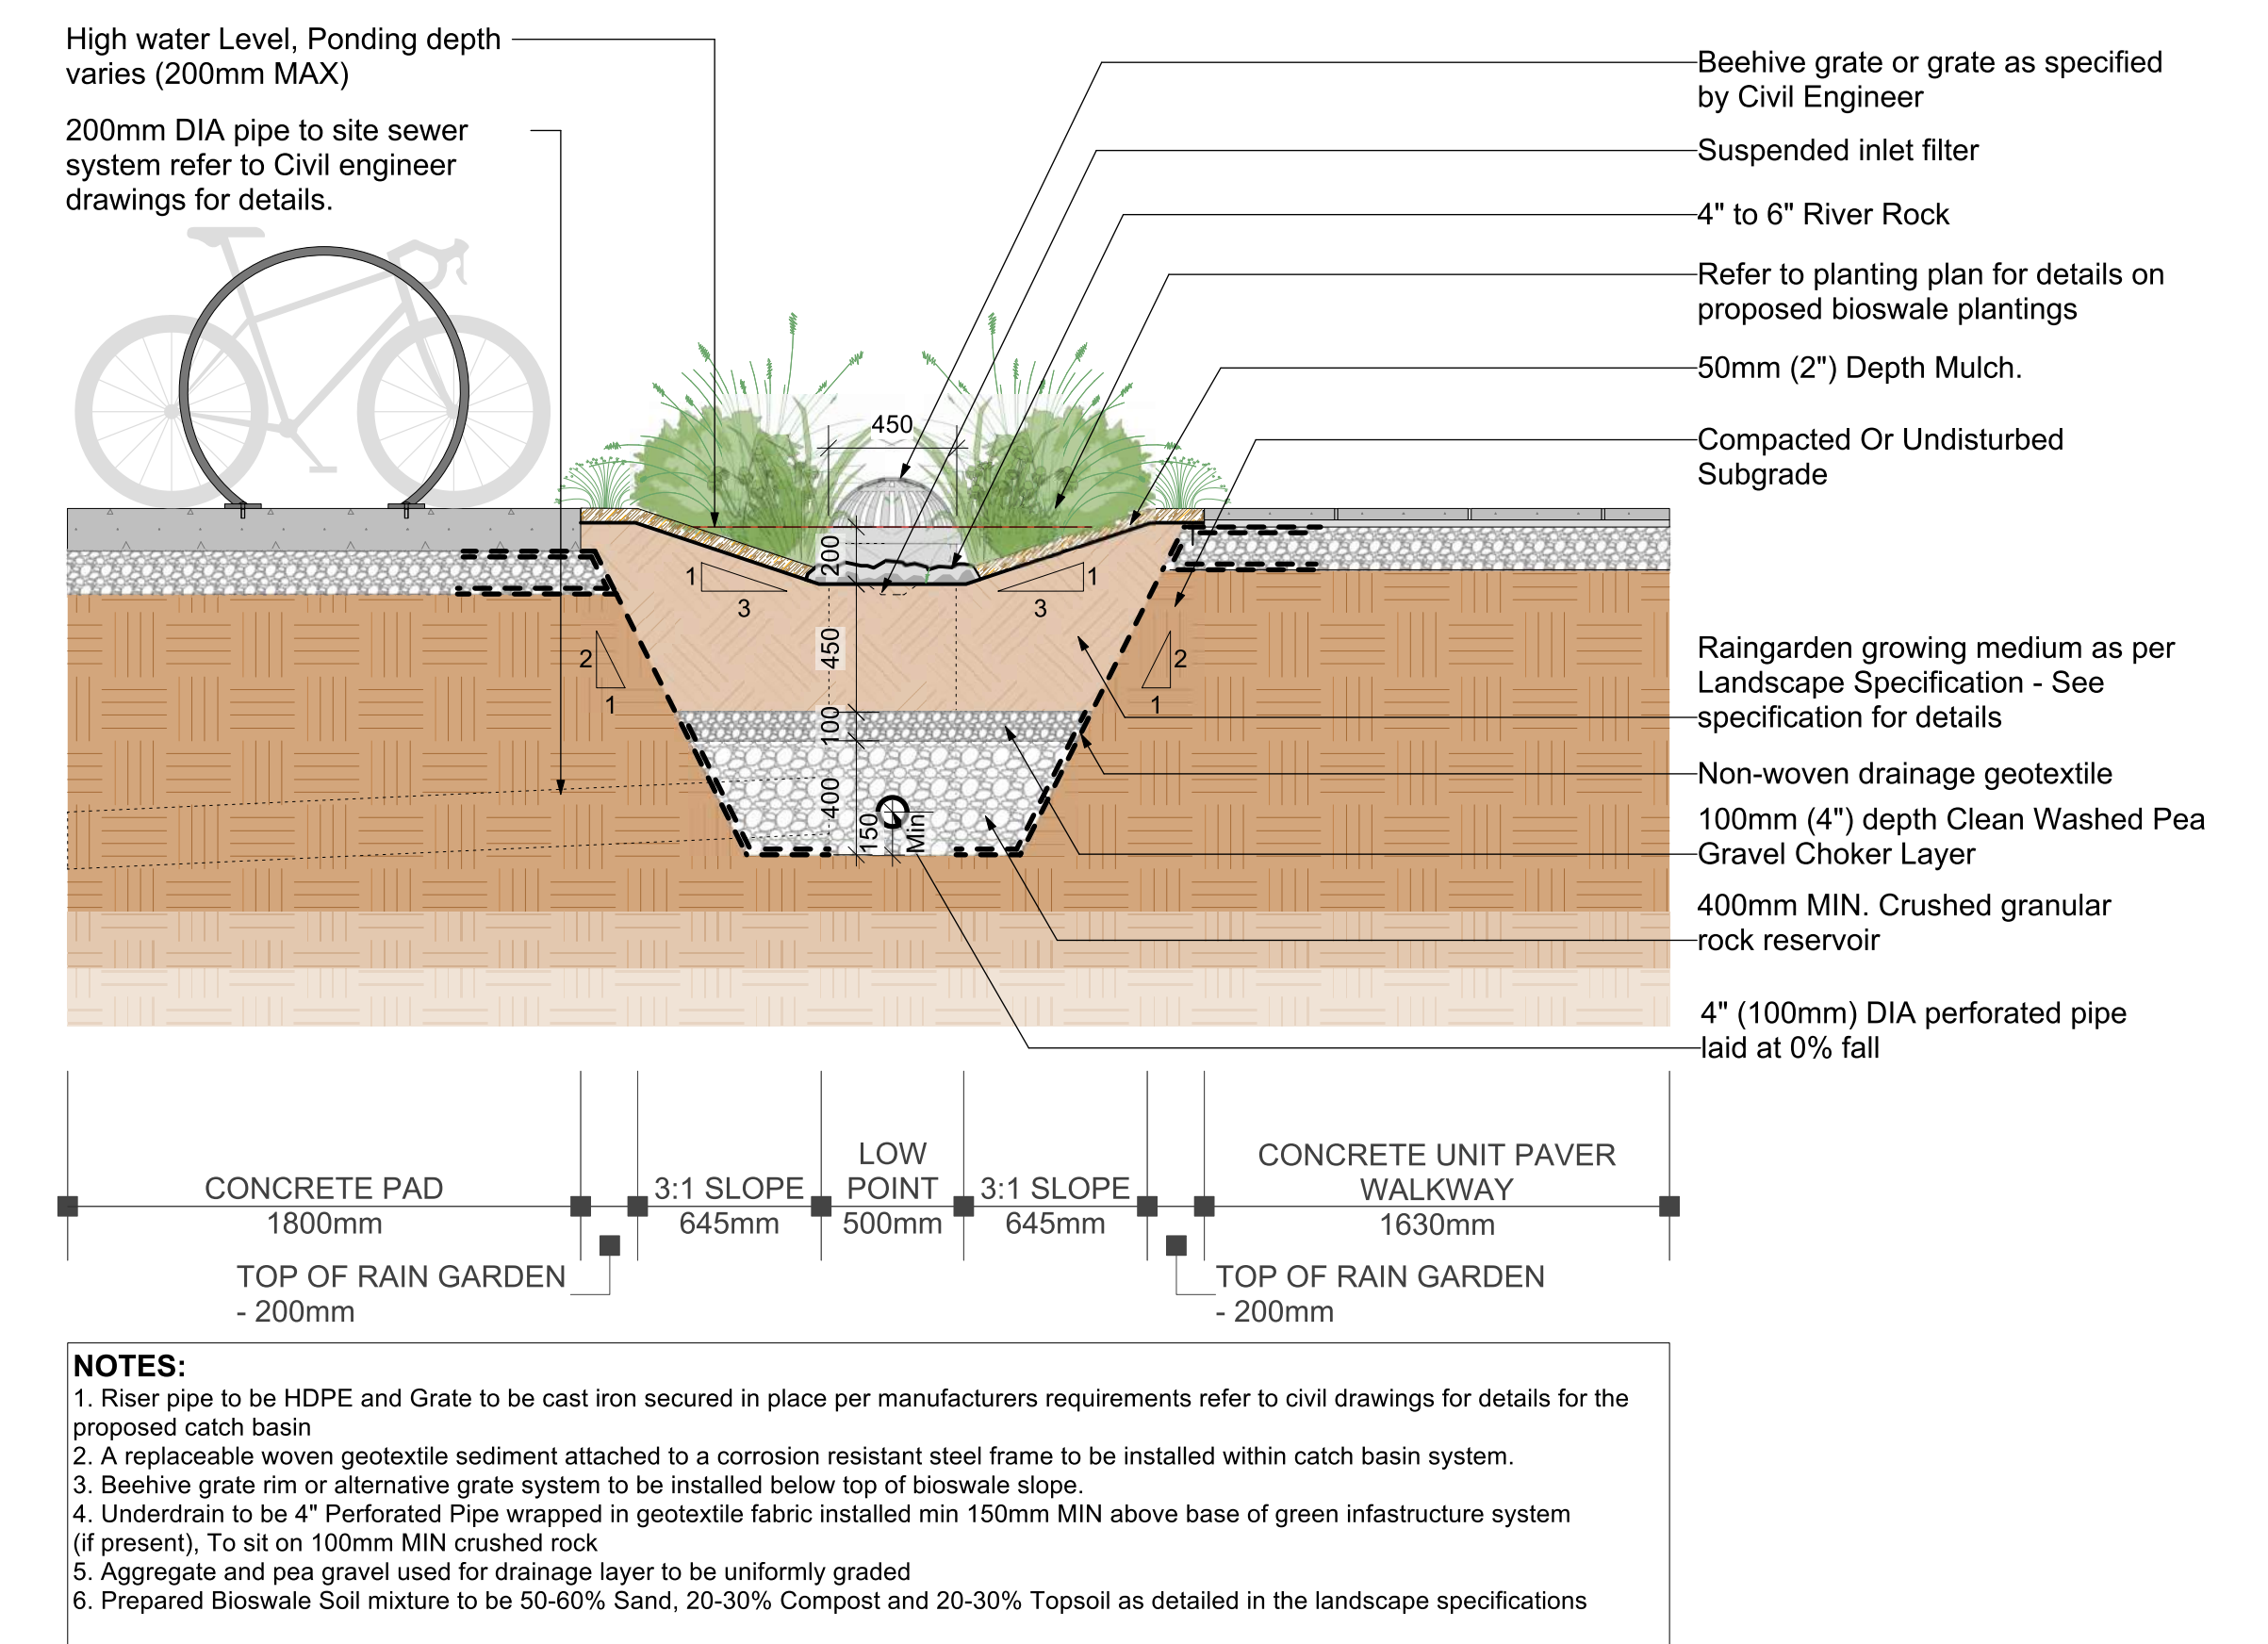 High water Level, Ponding depth
varies (200mm MAX)
200mm DIA pipe to site sewer
system refer to Civil engineer
drawings for details.
Beehive grate or grate as specified
by Civil Engineer
Suspended inlet filter
4" to 6" River Rock
Refer to planting plan for details on
proposed bioswale plantings
50mm (2") Depth Mulch.
Compacted Or Undisturbed
Subgrade
Raingarden growing medium as per
Landscape Specification - See
specification for details
Non-woven drainage geotextile
100mm (4") depth Clean Washed Pea
Gravel Choker Layer
400mm MIN. Crushed granular
rock reservoir
4" (100mm) DIA perforated pipe
laid at 0% fall
450
200
450
100
400
150
Min
1
3
1
3
2
1
2
1
CONCRETE PAD
1800mm
3:1 SLOPE
645mm
LOW
POINT
500mm
3:1 SLOPE
645mm
CONCRETE UNIT PAVER
WALKWAY
1630mm
TOP OF RAIN GARDEN
- 200mm
TOP OF RAIN GARDEN
- 200mm
NOTES:
1. Riser pipe to be HDPE and Grate to be cast iron secured in place per manufacturers requirements refer to civil drawings for details for the
proposed catch basin
2. A replaceable woven geotextile sediment attached to a corrosion resistant steel frame to be installed within catch basin system.
3. Beehive grate rim or alternative grate system to be installed below top of bioswale slope.
4. Underdrain to be 4" Perforated Pipe wrapped in geotextile fabric installed min 150mm MIN above base of green infastructure system
(if present), To sit on 100mm MIN crushed rock
5. Aggregate and pea gravel used for drainage layer to be uniformly graded
6. Prepared Bioswale Soil mixture to be 50-60% Sand, 20-30% Compost and 20-30% Topsoil as detailed in the landscape specifications